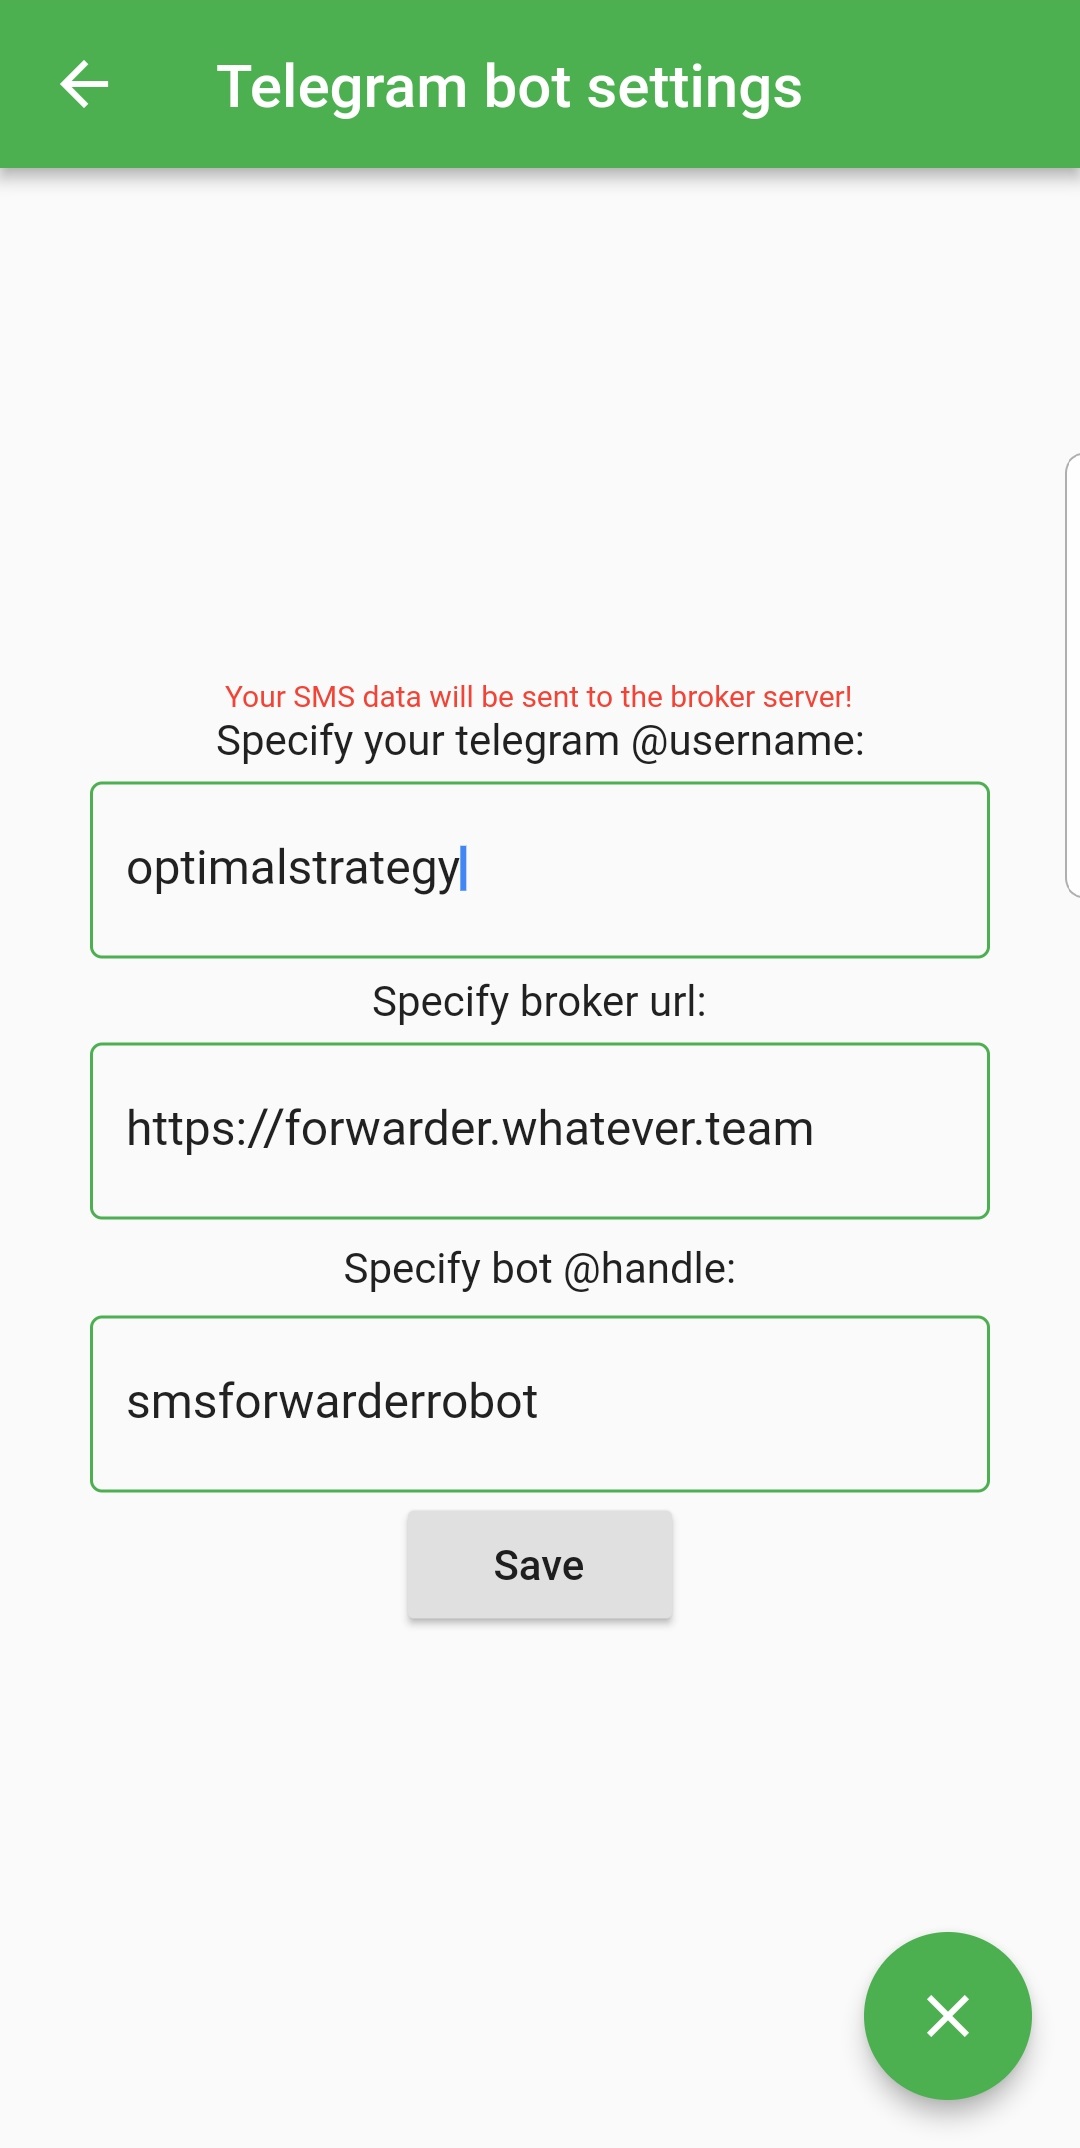 Telegram bot settings
Your SMS data will be sent to the broker server!
Specify your telegram @username:
optimalstrategy
Specify broker url:
https://forwarder.whatever.team
Specify bot @handle:
smsforwarderrobot
Save